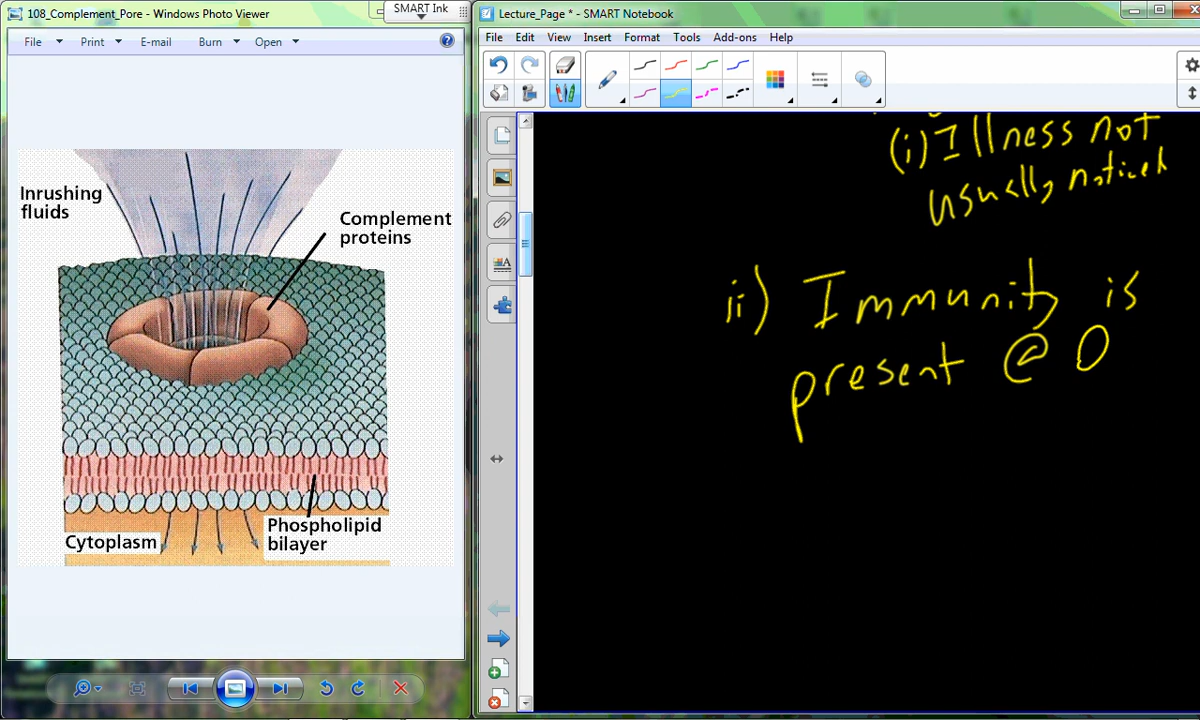 108_Complement_Pore - Windows Photo Viewer
SMART Ink
File Print E-mail Burn Open
Inrushing
fluids
Complement
proteins
Cytoplasm
Phospholipid
bilayer
Lecture_Page * - SMART Notebook
File Edit View Insert Format Tools Add-ons Help
(i) Illness not
usually noticed
ii) Immunity is
present @ 0